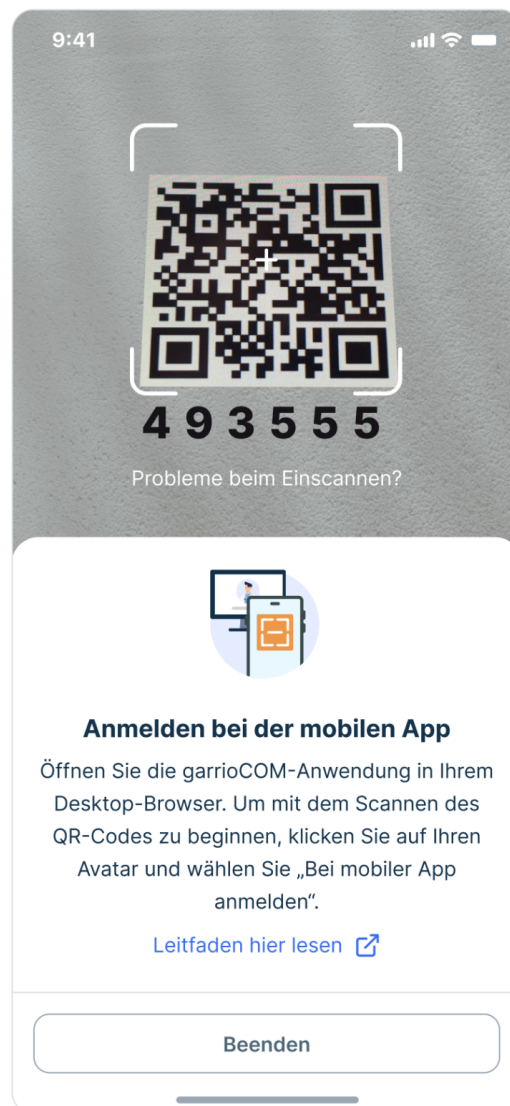 9:41
493555
Probleme beim Einscannen?
Anmelden bei der mobilen App
Öffnen Sie die garrioCOM-Anwendung in Ihrem
Desktop-Browser. Um mit dem Scannen des
QR-Codes zu beginnen, klicken Sie auf Ihren
Avatar und wählen Sie „Bei mobiler App
anmelden“.
Leitfaden hier lesen
Beenden